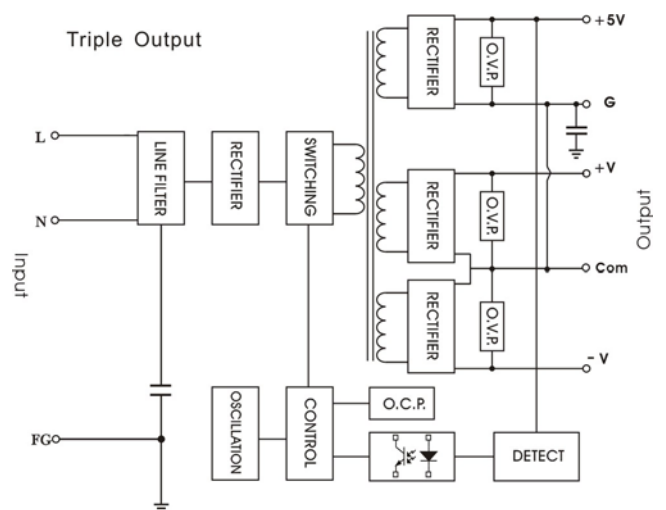 Triple Output
+5V
RECTIFIER
O.V.P.
G
L
LINE FILTER
RECTIFIER
SWITCHING
N
+V
RECTIFIER
O.V.P.
Output
Input
Com
RECTIFIER
O.V.P.
- V
OSCILLATION
CONTROL
O.C.P.
FG
DETECT